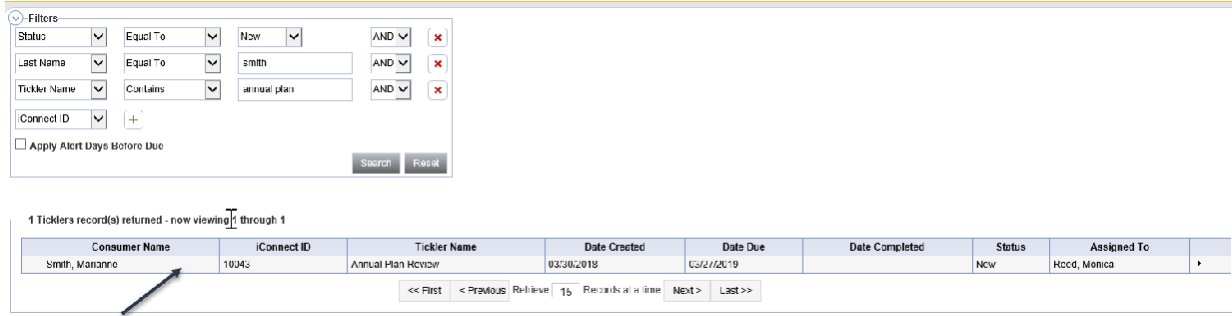 Filters
Status Equal To New AND
Last Name Equal To smith AND
Tickler Name Contains annual plan AND
iConnect ID
Apply Alert Days Before Due
Search Reset
1 Ticklers record(s) returned - now viewing 1 through 1
Consumer Name iConnect ID Tickler Name Date Created Date Due Date Completed Status Assigned To
Smith, Marianne 10043 Annual Plan Review 03/30/2018 03/27/2019 New Reed, Monica
<< First < Previous Retrieve 15 Records at a time Next > Last >>